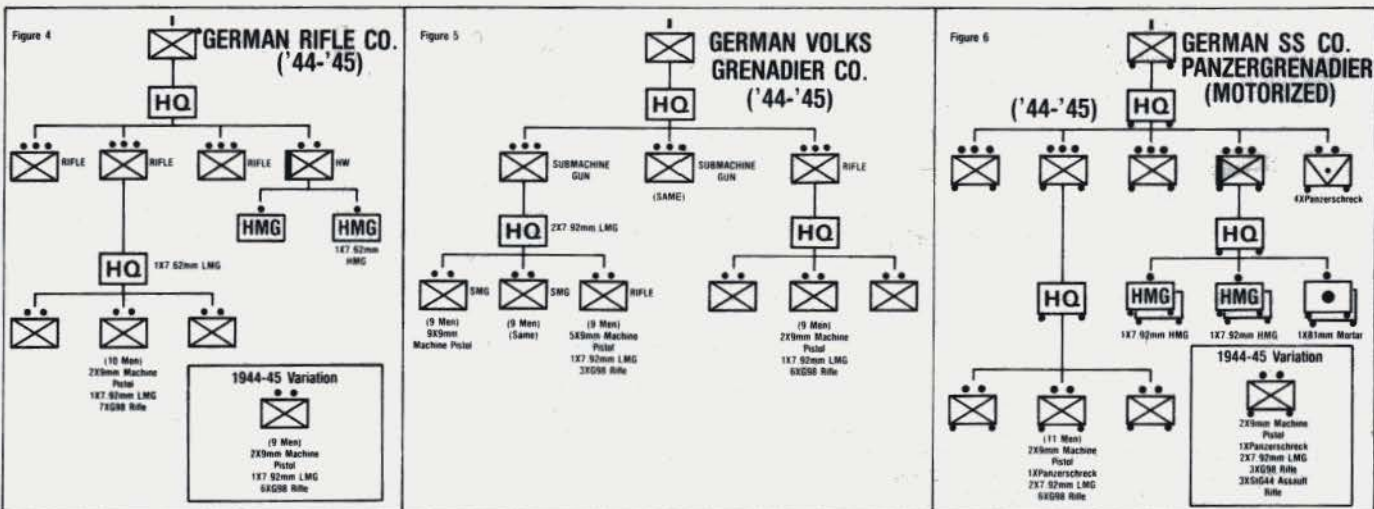 Figure 4
GERMAN RIFLE CO.
('44-'45)
HQ
RIFLE
RIFLE
RIFLE
HW
HMG
HMG
1X7.62mm
HMG
HQ
1X7.62mm LMG
(10 Men)
2X9mm Machine
Pistol
1X7.92mm LMG
7XG98 Rifle
1944-45 Variation
(9 Men)
2X9mm Machine
Pistol
1X7.92mm LMG
6XG98 Rifle
Figure 5
GERMAN VOLKS
GRENADIER CO.
('44-'45)
HQ
SUBMACHINE
GUN
SUBMACHINE
GUN
(SAME)
RIFLE
HQ
2X7.92mm LMG
HQ
SMG
SMG
RIFLE
(9 Men)
9X9mm
Machine Pistol
(9 Men)
(Same)
(9 Men)
5X9mm Machine
Pistol
1X7.92mm LMG
3XG98 Rifle
(9 Men)
2X9mm Machine
Pistol
1X7.92mm LMG
6XG98 Rifle
Figure 6
GERMAN SS CO.
PANZERGRENADIER
(MOTORIZED)
('44-'45)
HQ
4XPanzerschreck
HQ
HQ
HMG
HMG
1X7.92mm HMG
1X7.92mm HMG
1X81mm Mortar
(11 Men)
2X9mm Machine
Pistol
1XPanzerschreck
2X7.92mm LMG
6XG98 Rifle
1944-45 Variation
2X9mm Machine
Pistol
1XPanzerschreck
2X7.92mm LMG
3XG98 Rifle
3XStG44 Assault
Rifle